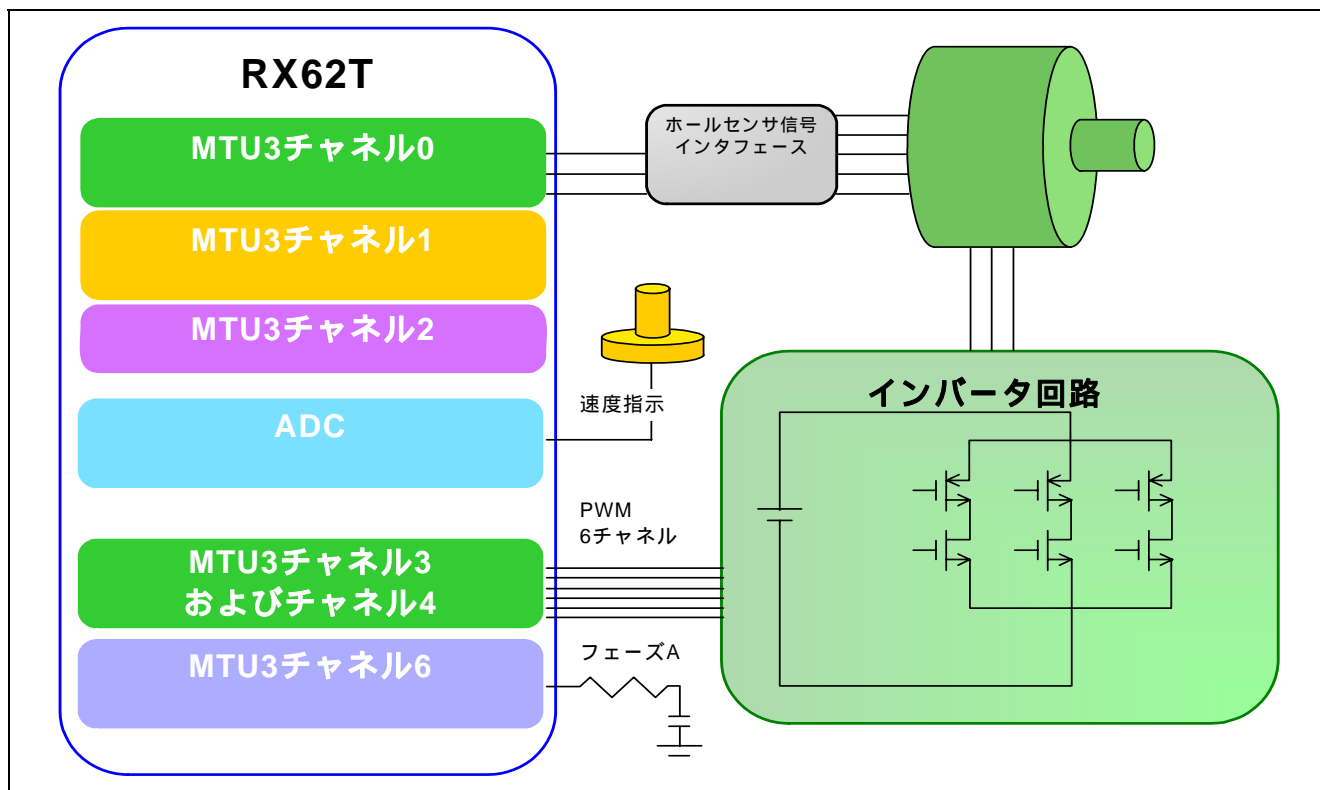 RX62T
MTU3チャネル0
ホールセンサ信号
インタフェース
MTU3チャネル1
MTU3チャネル2
速度指示
ADC
インバータ回路
PWM
6チャネル
MTU3チャネル3
およびチャネル4
フェーズA
MTU3チャネル6